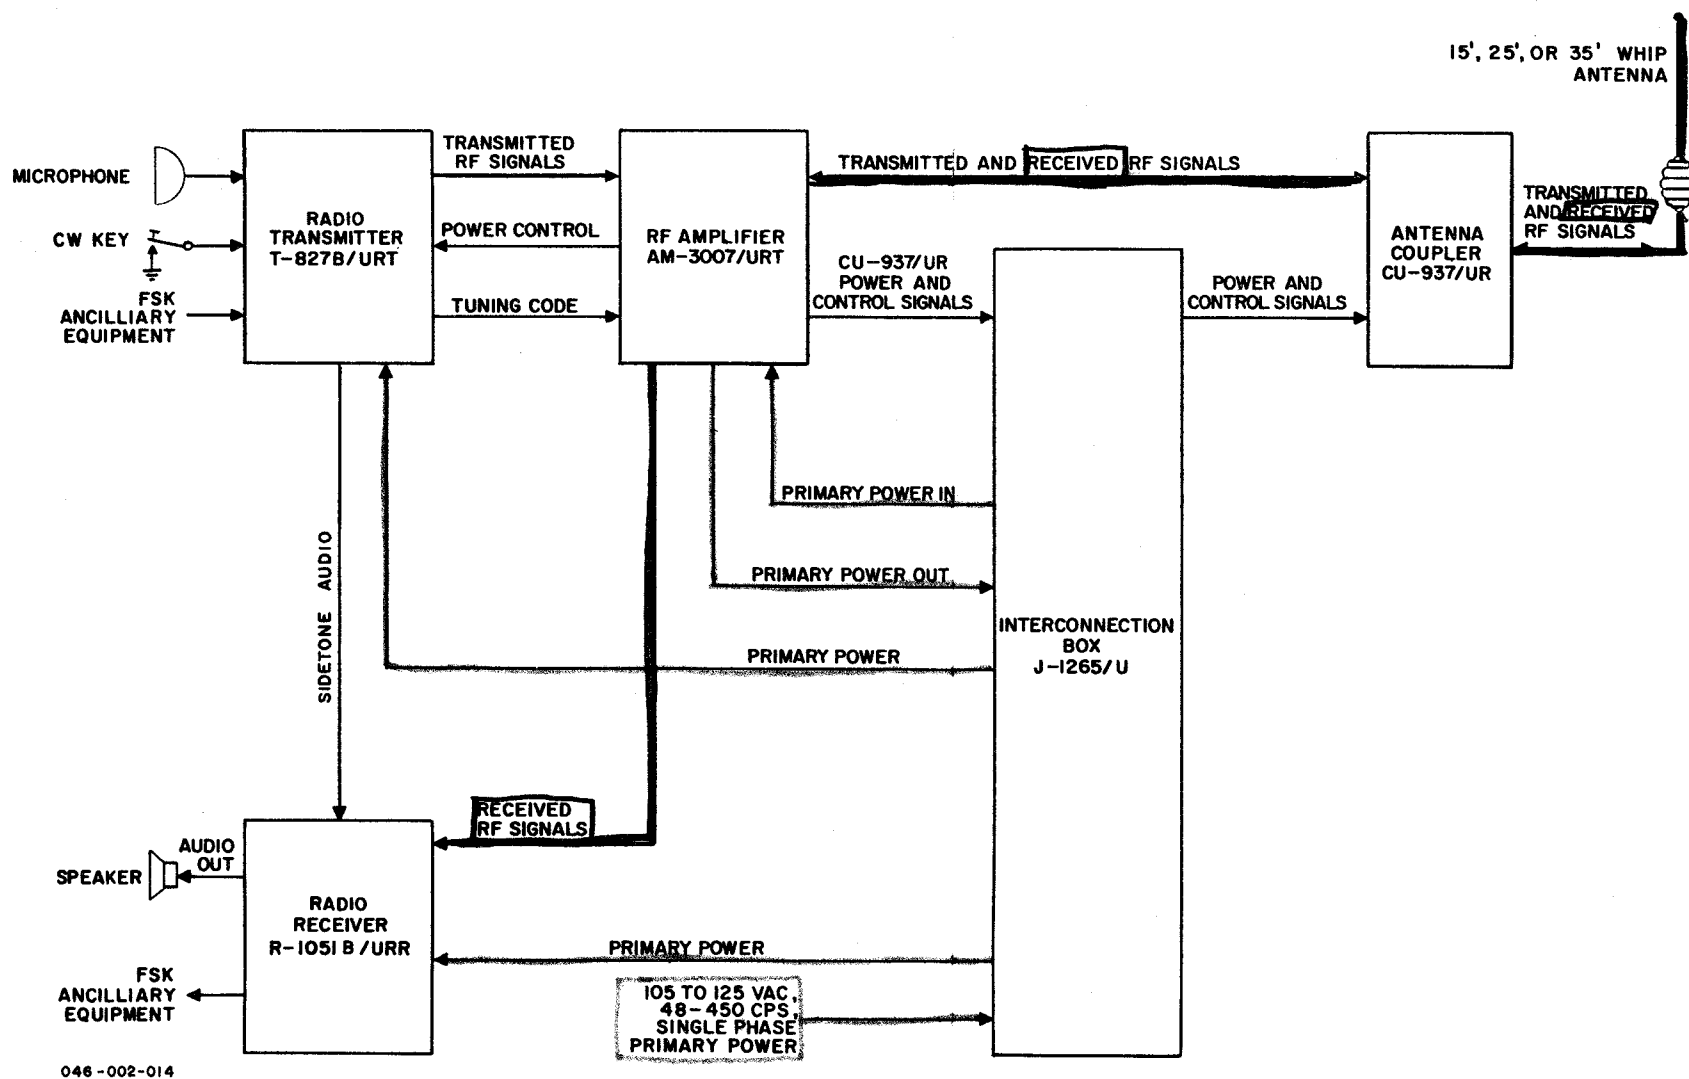 15', 25', OR 35' WHIP
ANTENNA
MICROPHONE
CW KEY
FSK
ANCILLIARY
EQUIPMENT
RADIO
TRANSMITTER
T-827B/URT
TRANSMITTED
RF SIGNALS
POWER CONTROL
TUNING CODE
RF AMPLIFIER
AM-3007/URT
TRANSMITTED AND RECEIVED RF SIGNALS
CU-937/UR
POWER AND
CONTROL SIGNALS
POWER AND
CONTROL SIGNALS
ANTENNA
COUPLER
CU-937/UR
TRANSMITTED
AND RECEIVED
RF SIGNALS
PRIMARY POWER IN
PRIMARY POWER OUT
PRIMARY POWER
INTERCONNECTION
BOX
J-1265/U
SIDETONE AUDIO
RECEIVED
RF SIGNALS
AUDIO
OUT
SPEAKER
RADIO
RECEIVER
R-1051B/URR
FSK
ANCILLIARY
EQUIPMENT
PRIMARY POWER
105 TO 125 VAC,
48-450 CPS,
SINGLE PHASE
PRIMARY POWER
046-002-014